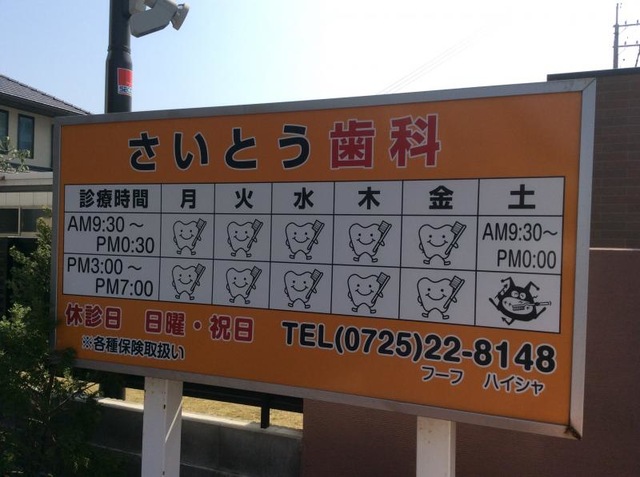 さいとう歯科
診療時間 月 火 水 木 金 土
AM9:30～ AM9:30～
PM0:30 PM0:00
PM3:00～
PM7:00
休診日 日曜・祝日 TEL(0725)22-8148
※各種保険取扱い フーフ ハイシャ